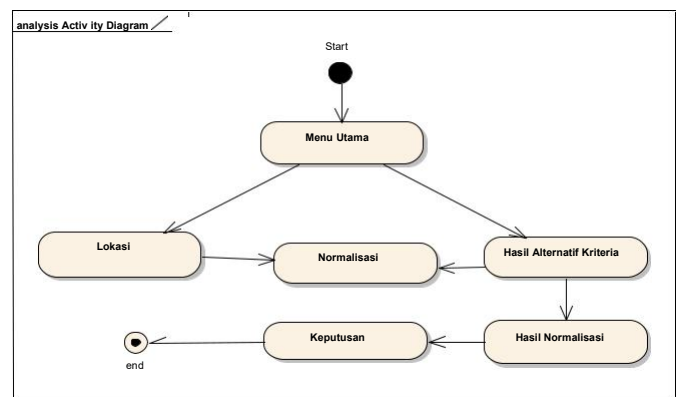 analysis Activ ity Diagram
Start
Menu Utama
Lokasi
Normalisasi
Hasil Alternatif Kriteria
Keputusan
Hasil Normalisasi
end